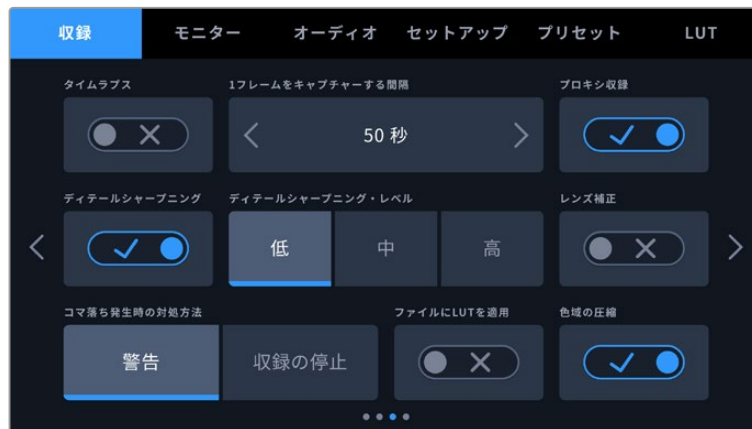 収録 モニター オーディオ セットアップ プリセット LUT
タイムラプス 1フレームをキャプチャーする間隔 プロキシ収録
50 秒
ディテールシャープニング ディテールシャープニング・レベル レンズ補正
低 中 高
コマ落ち発生時の対処方法 ファイルにLUTを適用 色域の圧縮
警告 収録の停止